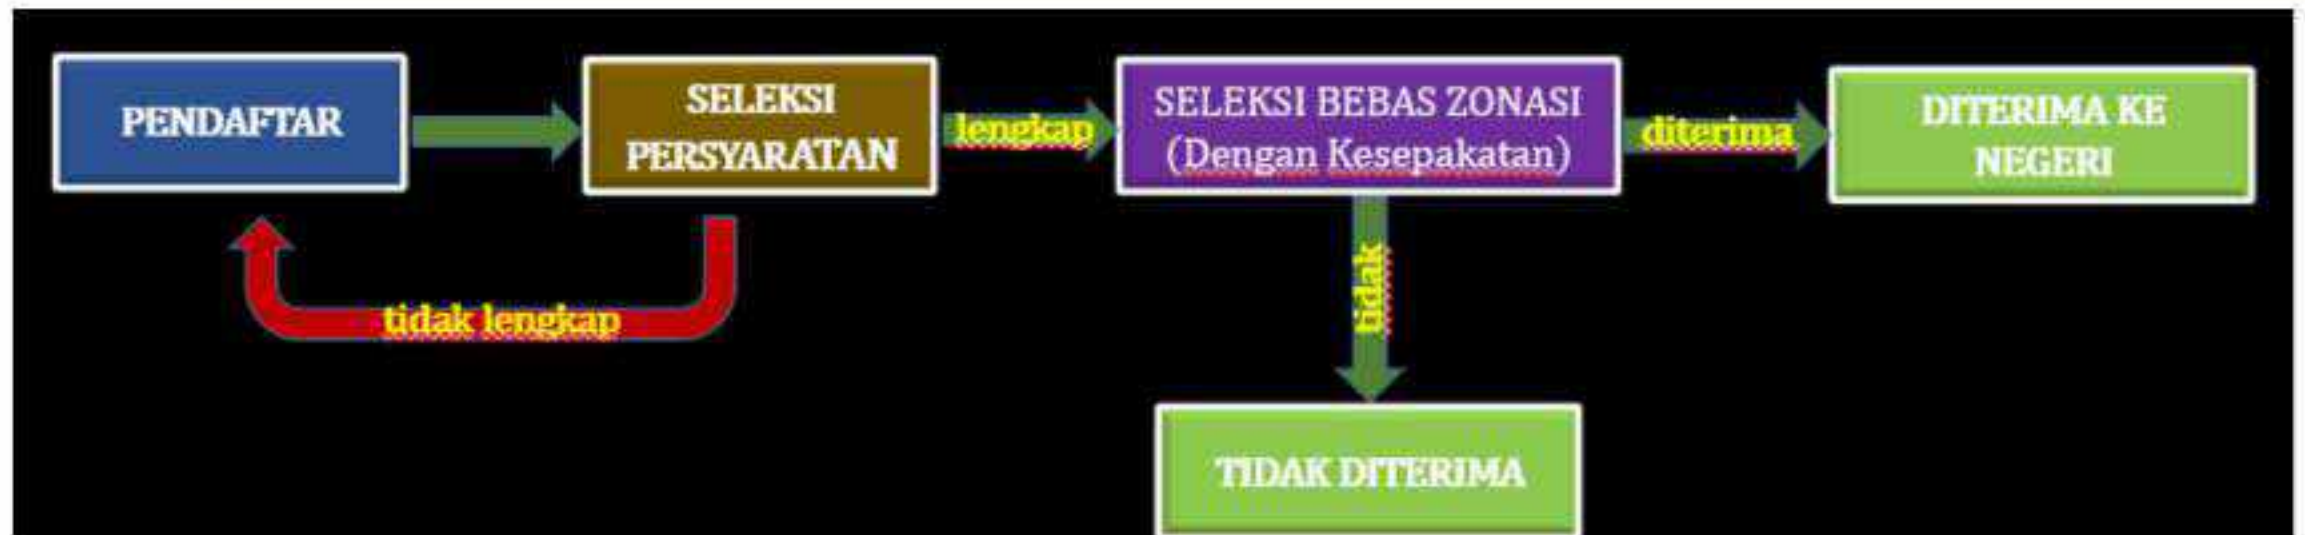 PENDAFTAR
SELEKSI
PERSYARATAN
lengkap
SELEKSI BEBAS ZONASI
(Dengan Kesepakatan)
diterima
DITERIMA KE
NEGERI
tidak lengkap
tidak
TIDAK DITERIMA